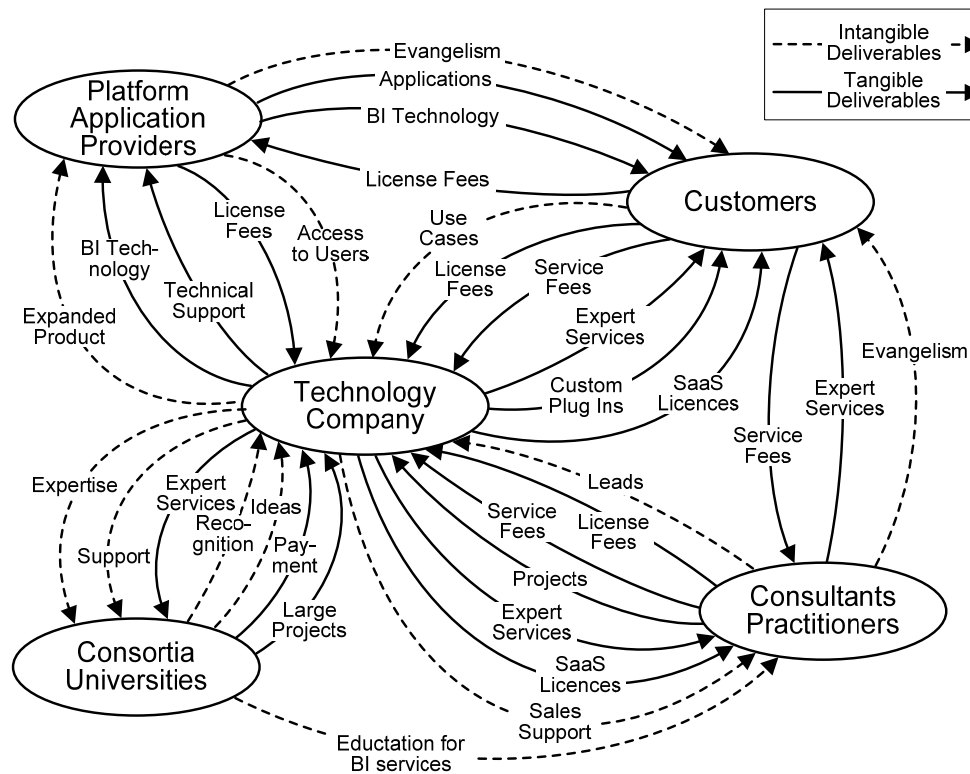 Intangible
Deliverables
Tangible
Deliverables
Evangelism
Applications
BI Technology
License Fees
Platform
Application
Providers
Customers
License
Fees
Access
to Users
Use
Cases
License
Fees
Service
Fees
BI Tech-
nology
Technical
Support
Expanded
Product
Expert
Services
Custom
Plug Ins
SaaS
Licences
Evangelism
Expert
Services
Service
Fees
Technology
Company
Expertise
Support
Expert
Services
Reco-
gnition
Ideas
Pay-
ment
Large
Projects
Leads
License
Fees
Service
Fees
Projects
Expert
Services
SaaS
Licences
Sales
Support
Consultants
Practitioners
Consortia
Universities
Eductation for
BI services